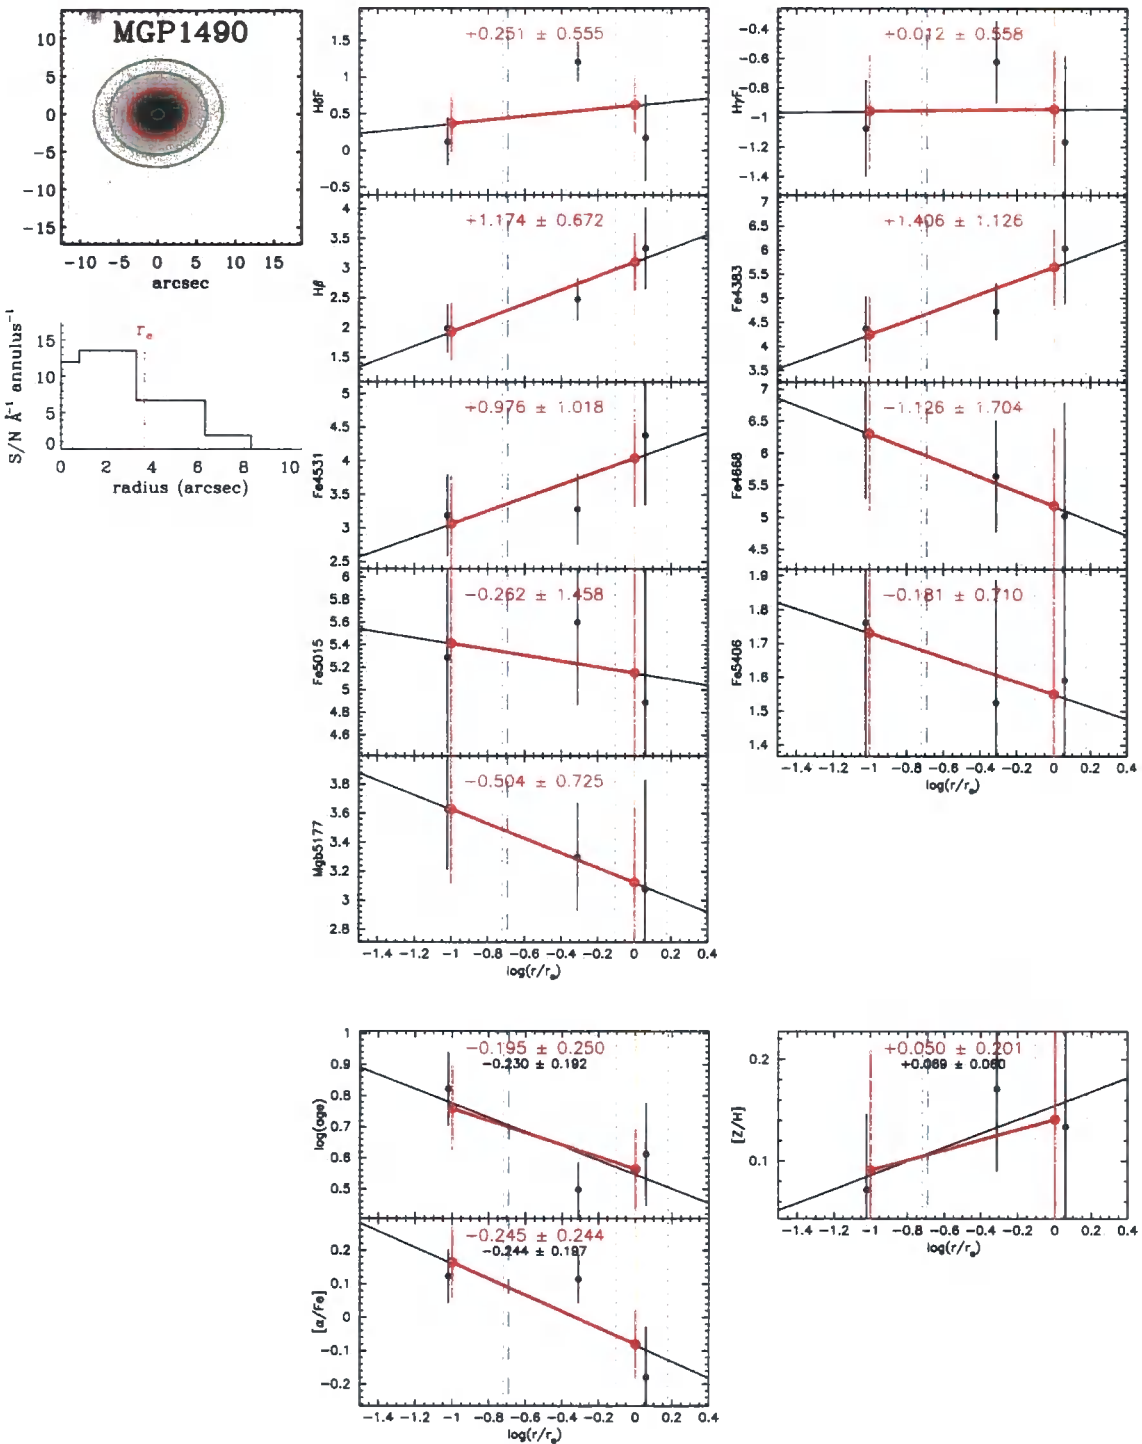 MGP1490
10
5
0
−5
−10
−15
−10 −5 0 5 10 15
arcsec
S/N Å⁻¹ annulus⁻¹
rₑ
15
10
5
0
0 2 4 6 8 10
radius (arcsec)
HδF
+0.251 ± 0.555
1.5
1
0.5
0
−0.5
HγF
+0.012 ± 0.558
−0.4
−0.6
−0.8
−1
−1.2
−1.4
Hβ
+1.174 ± 0.672
4
3.5
3
2.5
2
1.5
Fe4383
+1.406 ± 1.126
7
6.5
6
5.5
5
4.5
4
3.5
Fe4531
+0.976 ± 1.018
5
4.5
4
3.5
3
2.5
Fe4668
−1.126 ± 1.704
7
6.5
6
5.5
5
4.5
Fe5015
−0.262 ± 1.458
6
5.8
5.6
5.4
5.2
5
4.8
4.6
Fe5406
−0.181 ± 0.710
1.9
1.8
1.7
1.6
1.5
1.4
−1.4 −1.2 −1 −0.8 −0.6 −0.4 −0.2 0 0.2 0.4
log(r/rₑ)
Mgb5177
−0.504 ± 0.725
3.8
3.6
3.4
3.2
3
2.8
−1.4 −1.2 −1 −0.8 −0.6 −0.4 −0.2 0 0.2 0.4
log(r/rₑ)
log(age)
−0.195 ± 0.250
−0.230 ± 0.192
1
0.9
0.8
0.7
0.6
0.5
[Z/H]
+0.050 ± 0.201
+0.069 ± 0.060
0.2
0.1
−1.4 −1.2 −1 −0.8 −0.6 −0.4 −0.2 0 0.2 0.4
log(r/rₑ)
[α/Fe]
−0.245 ± 0.244
−0.244 ± 0.197
0.2
0.1
0
−0.1
−0.2
−1.4 −1.2 −1 −0.8 −0.6 −0.4 −0.2 0 0.2 0.4
log(r/rₑ)